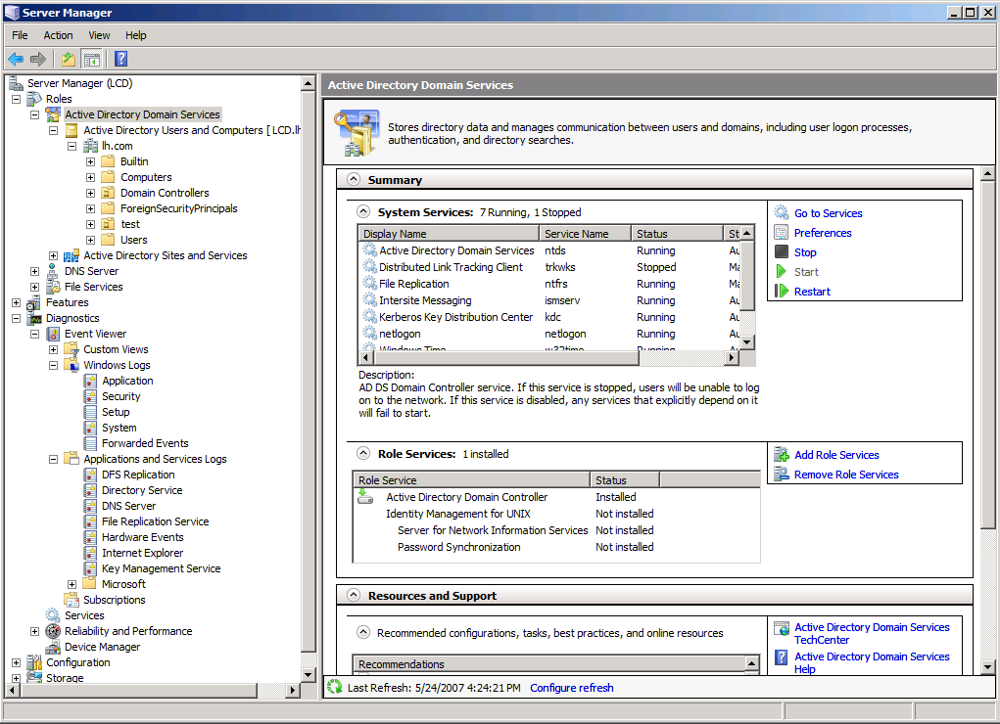 Server Manager
File Action View Help
Server Manager (LCD)
Roles
Active Directory Domain Services
Active Directory Users and Computers [ LCD.lh
lh.com
Builtin
Computers
Domain Controllers
ForeignSecurityPrincipals
test
Users
Active Directory Sites and Services
DNS Server
File Services
Features
Diagnostics
Event Viewer
Custom Views
Windows Logs
Application
Security
Setup
System
Forwarded Events
Applications and Services Logs
DFS Replication
Directory Service
DNS Server
File Replication Service
Hardware Events
Internet Explorer
Key Management Service
Microsoft
Subscriptions
Services
Reliability and Performance
Device Manager
Configuration
Storage
Active Directory Domain Services
Stores directory data and manages communication between users and domains, including user logon processes,
authentication, and directory searches.
Summary
System Services: 7 Running, 1 Stopped
Display Name Service Name Status St
Active Directory Domain Services ntds Running Au
Distributed Link Tracking Client trkwks Stopped Ma
File Replication ntfrs Running Ma
Intersite Messaging ismserv Running Au
Kerberos Key Distribution Center kdc Running Au
netlogon netlogon Running Au
Windows Time w32time Running Au
Description:
AD DS Domain Controller service. If this service is stopped, users will be unable to log
on to the network. If this service is disabled, any services that explicitly depend on it
will fail to start.
Go to Services
Preferences
Stop
Start
Restart
Role Services: 1 installed
Role Service Status
Active Directory Domain Controller Installed
Identity Management for UNIX Not installed
Server for Network Information Services Not installed
Password Synchronization Not installed
Add Role Services
Remove Role Services
Resources and Support
Recommended configurations, tasks, best practices, and online resources
Recommendations
Active Directory Domain Services
TechCenter
Active Directory Domain Services
Help
Last Refresh: 5/24/2007 4:24:21 PM Configure refresh